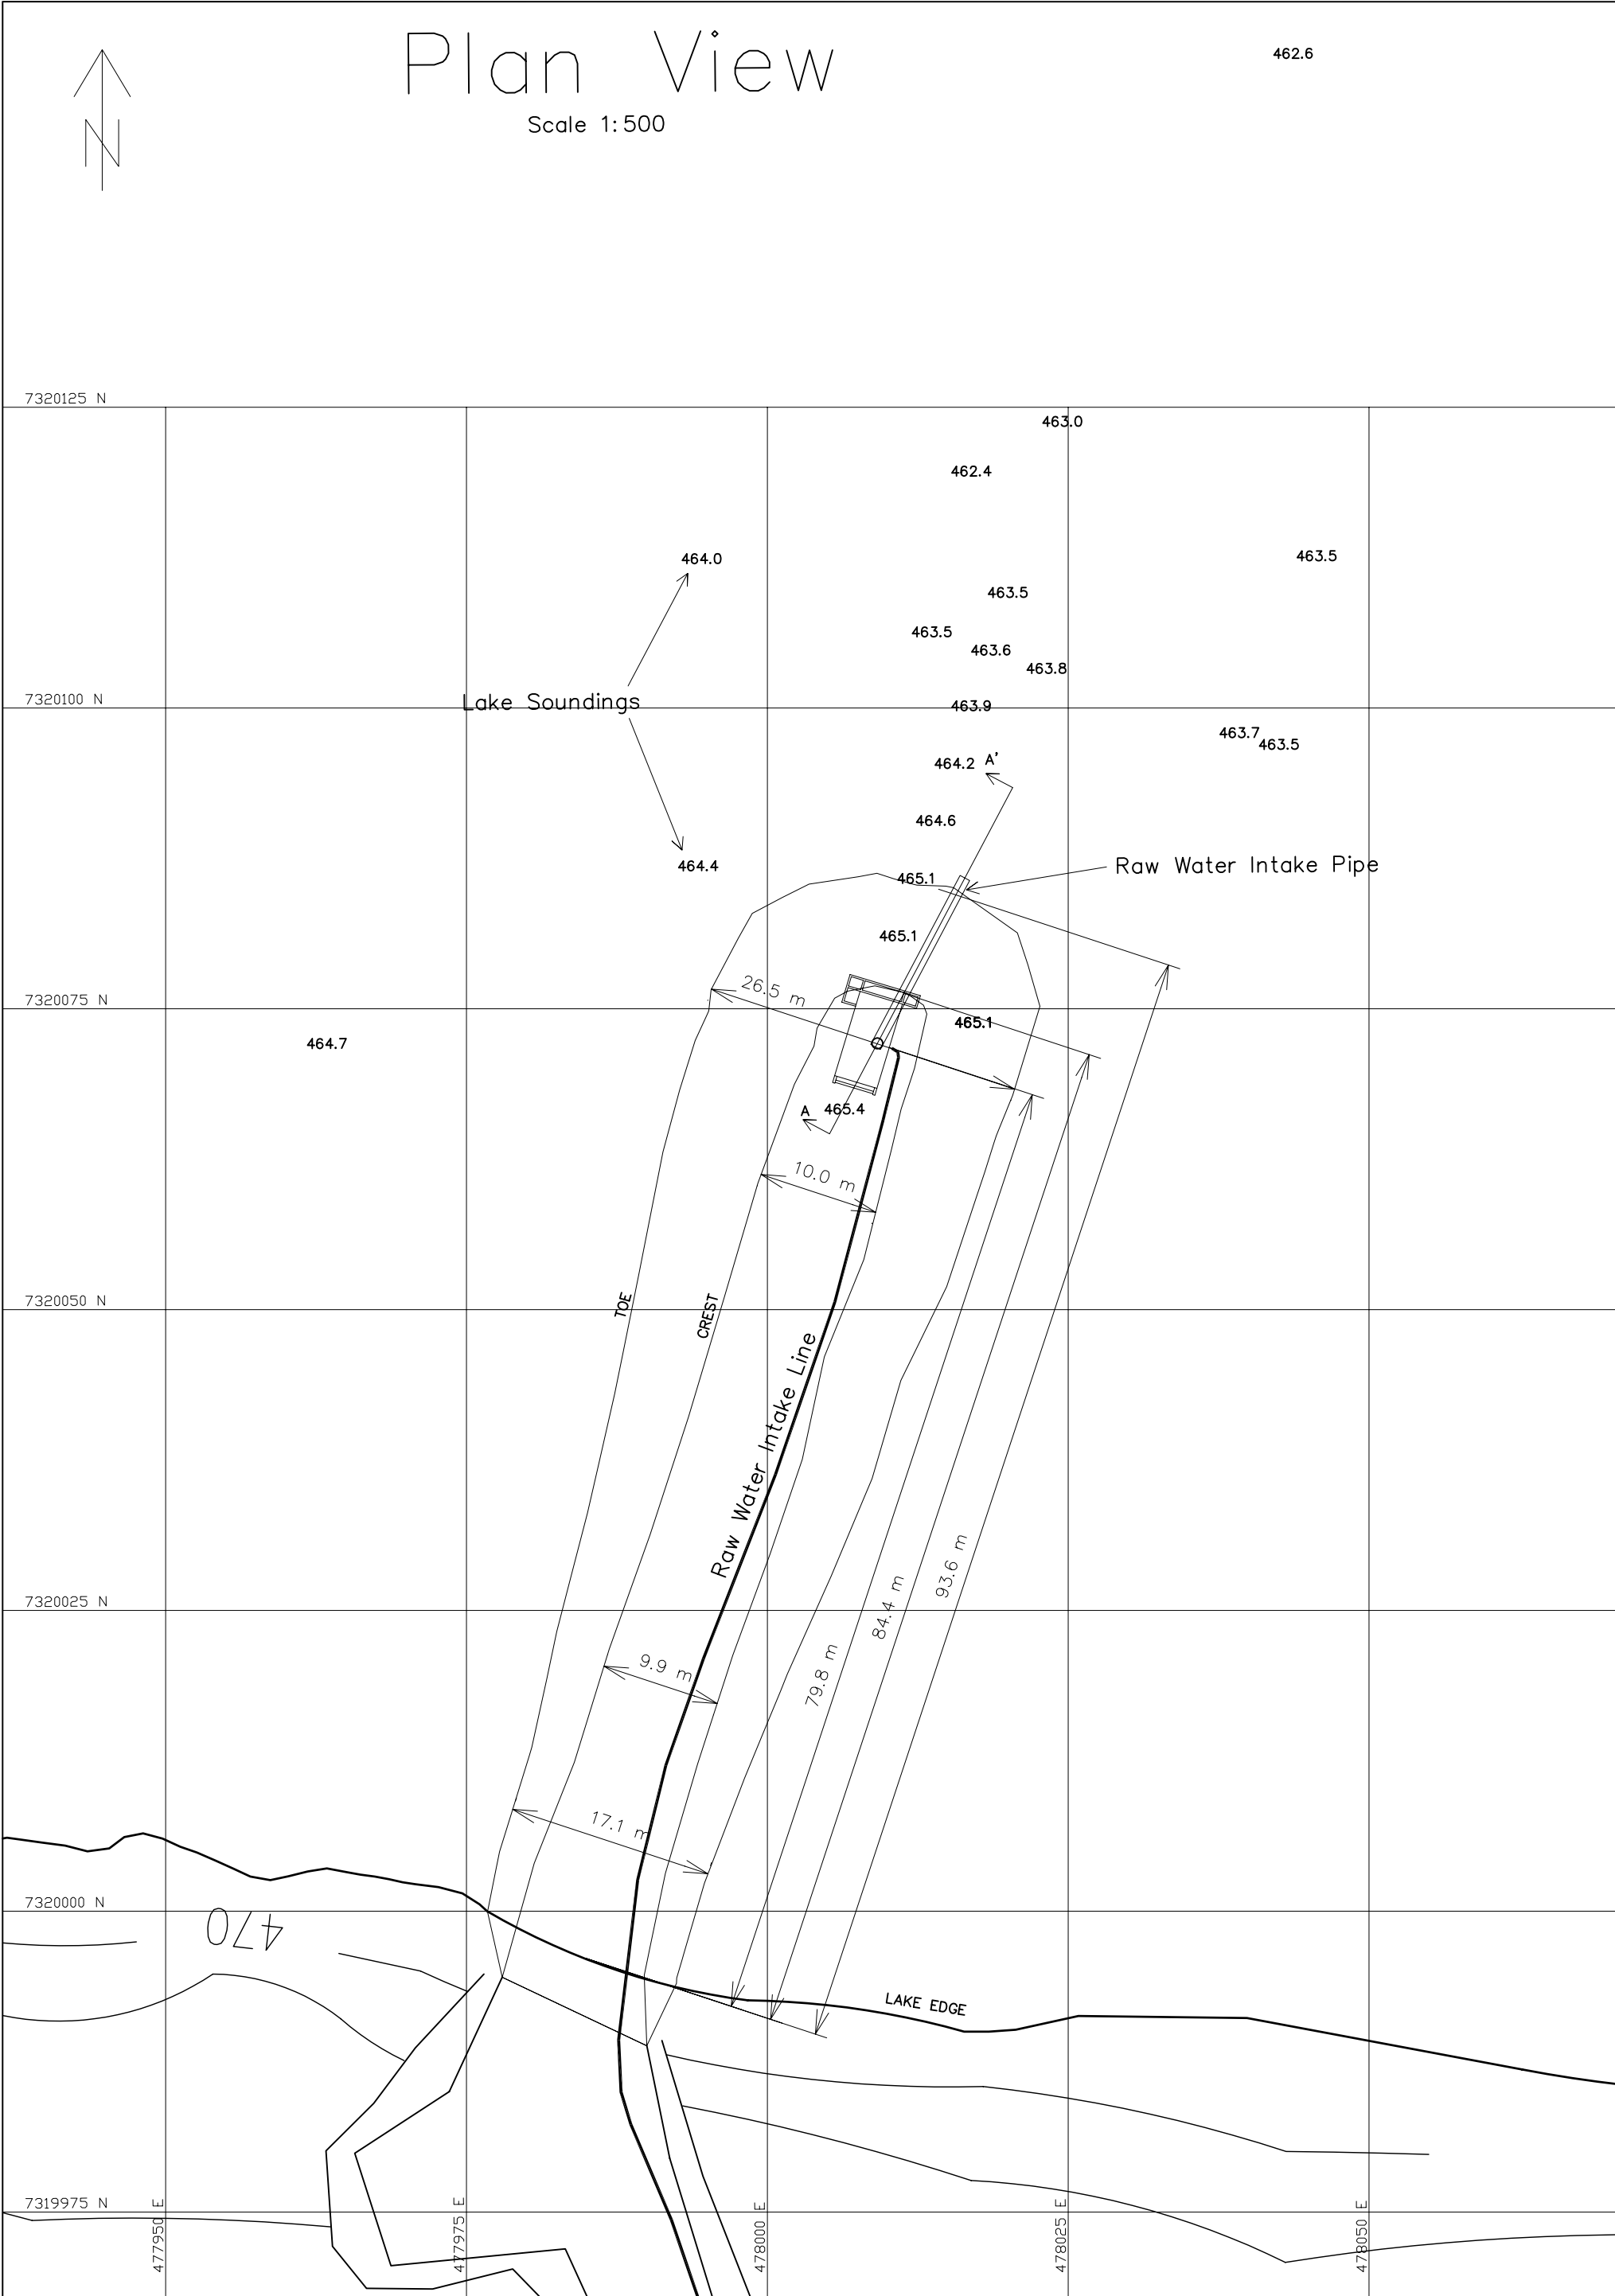 Plan View
462.6
N
Scale 1:500
7320125 N
463.0
462.4
464.0
463.5
463.5
463.5
463.6
463.8
7320100 N
Lake Soundings
463.9
463.7
463.5
464.2
A'
464.6
464.4
Raw Water Intake Pipe
465.1
465.1
26.5 m
7320075 N
465.1
464.7
A
465.4
10.0 m
7320050 N
TOE
CREST
Raw Water Intake Line
93.6 m
84.4 m
7320025 N
79.8 m
9.9 m
17.1 m
7320000 N
470
LAKE EDGE
7319975 N
477950 E
477975 E
478000 E
478025 E
478050 E